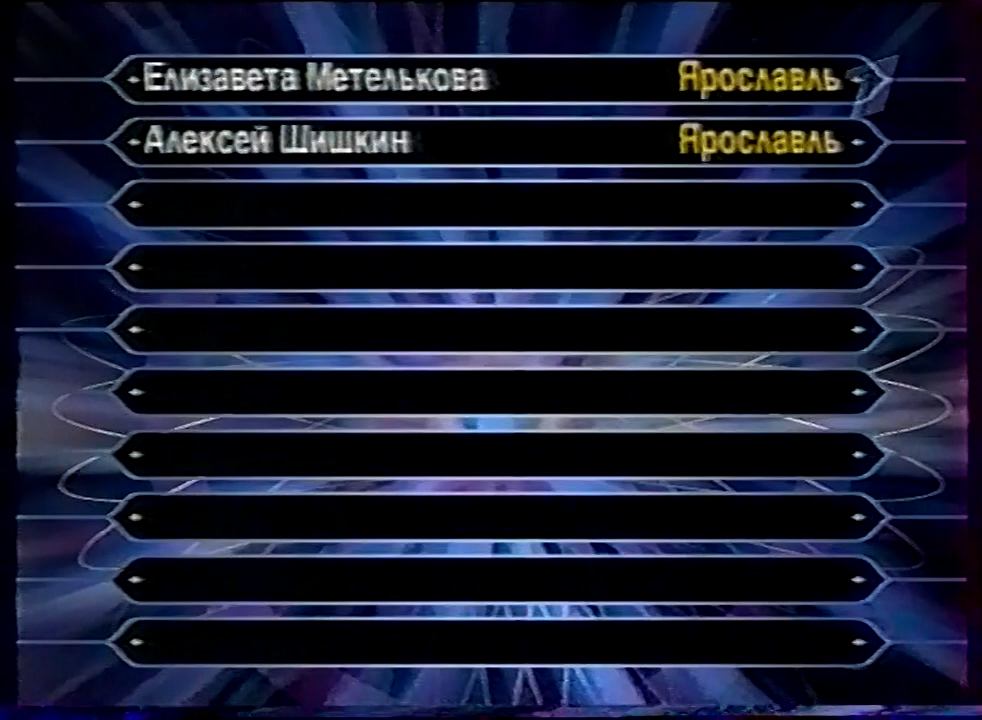 Елизавета Метелькова Ярославль
Алексей Шишкин Ярославль